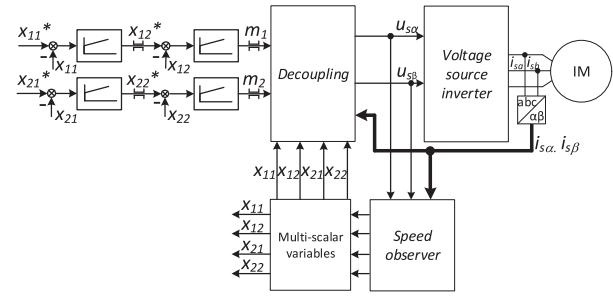 x11* x12* m1
x11 x12
x21* x22* m2
x21 x22
Decoupling
usα
usβ
Voltage
source
inverter
isa isb
IM
abc
αβ
isα, isβ
x11 x12 x21 x22
x11
x12
x21
x22
Multi-scalar
variables
Speed
observer